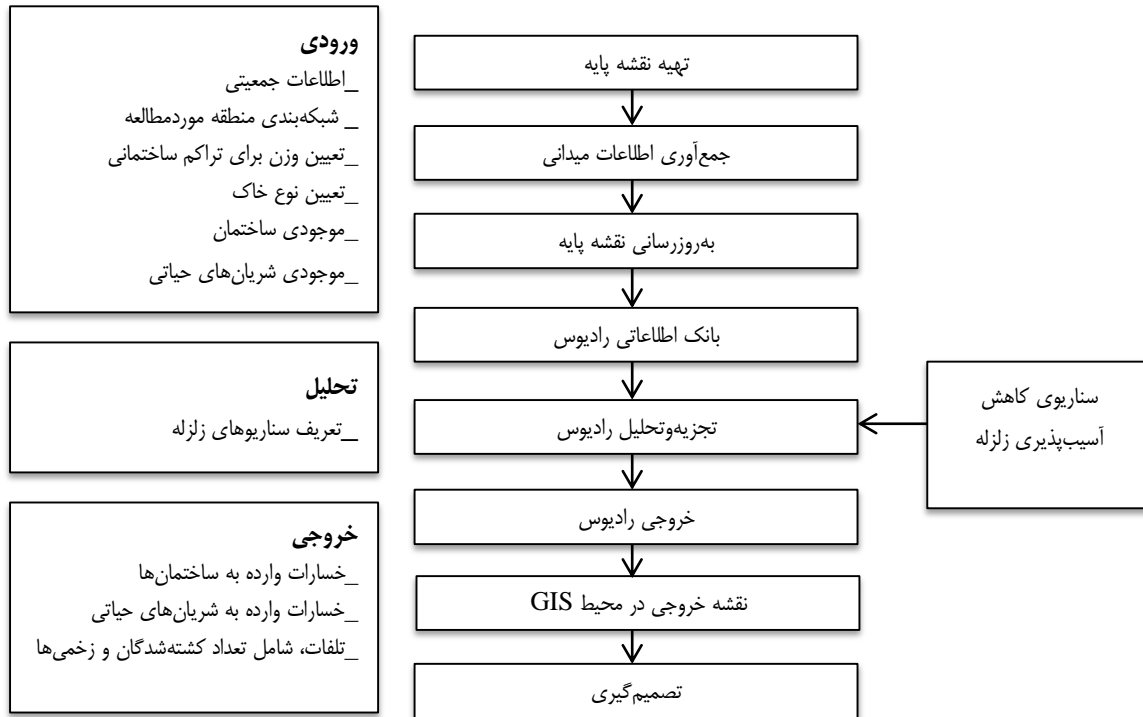 ورودی
_اطلاعات جمعیتی
_ شبکه‌بندی منطقه موردمطالعه
_تعیین وزن برای تراکم ساختمانی
_تعیین نوع خاک
_موجودی ساختمان
_موجودی شریان‌های حیاتی
تحلیل
_تعریف سناریوهای زلزله
خروجی
_خسارات وارده به ساختمان‌ها
_خسارات وارده به شریان‌های حیاتی
_تلفات، شامل تعداد کشته‌شدگان و زخمی‌ها
تهیه نقشه پایه
جمع‌آوری اطلاعات میدانی
به‌روزرسانی نقشه پایه
بانک اطلاعاتی رادیوس
تجزیه‌وتحلیل رادیوس
خروجی رادیوس
نقشه خروجی در محیط GIS
تصمیم‌گیری
سناریوی کاهش
آسیب‌پذیری زلزله